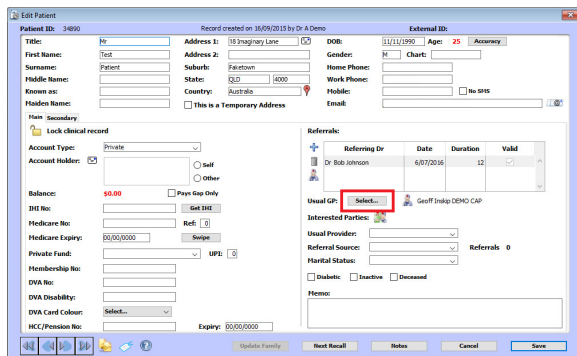 Edit Patient
Patient ID: 34890 Record created on 16/09/2015 by Dr A Demo External ID:
Title: Mr Address 1: 18 Imaginary Lane DOB: 11/11/1990 Age: 25 Accuracy
First Name: Test Address 2: Gender: M Chart:
Surname: Patient Suburb: Faketown Home Phone:
Middle Name: State: QLD 4000 Work Phone:
Known as: Country: Australia Mobile: No SMS
Maiden Name: This is a Temporary Address Email:
Main Secondary
Lock clinical record Referrals:
Account Type: Private Referring Dr Date Duration Valid
Account Holder: Self Dr Bob Johnson 6/07/2016 12
Other
Balance: $0.00 Pays Gap Only Usual GP: Select... Geoff Inskip DEMO CAP
IHI No: Get IHI Interested Parties:
Medicare No: Ref: 0 Usual Provider:
Medicare Expiry: 00/00/0000 Swipe Referral Source: Referrals 0
Private Fund: UPI: 0 Marital Status:
Membership No: Diabetic Inactive Deceased
DVA No: Memo:
DVA Disability:
DVA Card Colour: Select...
HCC/Pension No: Expiry: 00/00/0000
Update Family Next Recall Notes Cancel Save